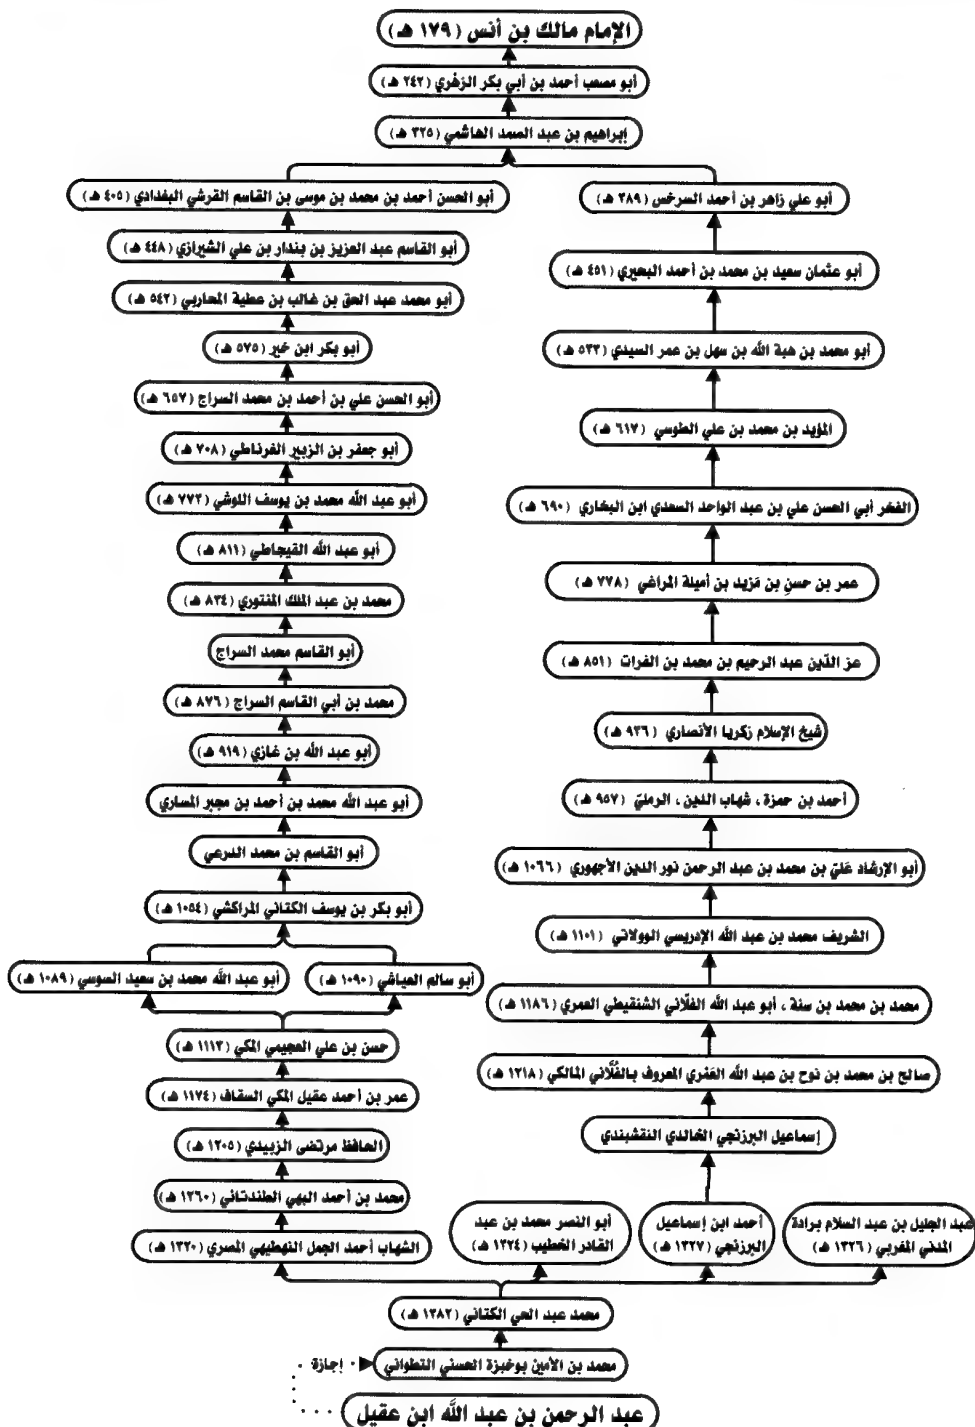 الإمام مالك بن أنس (١٧٩ هـ)
أبو مصعب أحمد بن أبي بكر الزهري (٢٤٢ هـ)
إبراهيم بن عبد الصمد الهاشمي (٣٢٥ هـ)
أبو علي زاهر بن أحمد السرخس (٣٨٩ هـ)
أبو عثمان سعيد بن محمد بن أحمد البحيري (٤٥١ هـ)
أبو محمد بن هبة الله بن سهل بن عمر السيدي (٥٣٣ هـ)
المؤيد بن محمد بن علي الطوسي (٦١٧ هـ)
الفخر أبي الحسن علي بن عبد الواحد السعدي ابن البخاري (٦٩٠ هـ)
عمر بن حسن بن مَزيد بن أميلة المراغي (٧٧٨ هـ)
عز الدّين عبد الرحيم بن محمد بن الفرات (٨٥١ هـ)
شيخ الإسلام زكريا الأنصاري (٩٣٦ هـ)
أحمد بن حمزة، شهاب الدين، الرمليّ (٩٥٧ هـ)
أبو الإرشاد عَليّ بن محمد بن عبد الرحمن نور الدين الأجهوري (١٠٦٦ هـ)
الشريف محمد بن عبد الله الإدريسي الوولاتي (١١٠١ هـ)
محمد بن محمد بن سنة، أبو عبد الله الفلّاني الشنقيطي العمري (١١٨٦ هـ)
صالح بن محمد بن نوح بن عبد الله العَمْري المعروف بالفُلَّاني المالكي (١٢١٨ هـ)
إسماعيل البرزنجي الخالدي النقشبندي
أبو الحسن أحمد بن محمد بن موسى بن القاسم القرشي البغدادي (٤٠٥ هـ)
أبو القاسم عبد العزيز بن بندار بن علي الشيرازي (٤٤٨ هـ)
أبو محمد عبد الحق بن غالب بن عطية المحاربي (٥٤٢ هـ)
أبو بكر ابن خير (٥٧٥ هـ)
أبو الحسن علي بن أحمد بن محمد السراج (٦٥٧ هـ)
أبو جعفر بن الزبير الغرناطي (٧٠٨ هـ)
أبو عبد الله محمد بن يوسف اللوشي (٧٧٣ هـ)
أبو عبد الله القيجاطي (٨١١ هـ)
محمد بن عبد الملك المنتوري (٨٣٤ هـ)
أبو القاسم محمد السراج
محمد بن أبي القاسم السراج (٨٧٦ هـ)
أبو عبد الله بن غازي (٩١٩ هـ)
أبو عبد الله محمد بن أحمد بن مجبر المساري
أبو القاسم بن محمد الدرعي
أبو بكر بن يوسف الكتاني المراكشي (١٠٥٤ هـ)
أبو سالم العياشي (١٠٩٠ هـ)
أبو عبد اللَّه محمد بن سعيد السوسي (١٠٨٩ هـ)
حسن بن علي العجيمي المكي (١١١٣ هـ)
عمر بن أحمد عقيل المكي السقاف (١١٧٤ هـ)
الحافظ مرتضى الزبيدي (١٢٠٥ هـ)
محمد بن أحمد البهي الطندتائي (١٢٦٠ هـ)
عبد الجليل بن عبد السلام برادة
المدني المغربي (١٣٢٦ هـ)
أحمد ابن إسماعيل
البرزنجي (١٣٢٧ هـ)
أبو النصر محمد بن عبد
القادر الخطيب (١٣٢٤ هـ)
الشهاب أحمد الجمل النهطيهي المصري (١٣٢٠ هـ)
محمد عبد الحي الكتاني (١٣٨٢ هـ)
محمد بن الأمين بوخبزة الحسني التطواني
إجازة
عبد الرحمن بن عبد اللَّه ابن عقيل